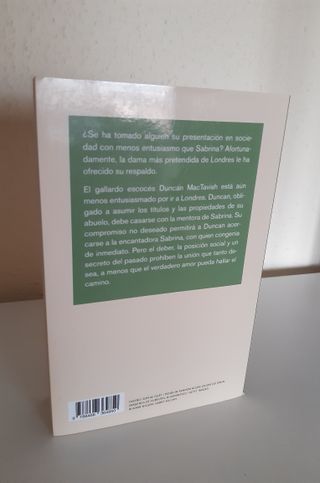 ¿Se ha tomado alguien su presentación en socie-
dad con menos entusiasmo que Sabrina? Afortuna-
damente, la dama más pretendida de Londres le ha
ofrecido su respaldo.
El gallardo escocés Duncan MacTavish está aún
menos entusiasmado por ir a Londres. Duncan, obli-
gado a asumir los títulos y las propiedades de su
abuelo, debe casarse con la mentora de Sabrina. Su
compromiso no deseado permitirá a Duncan acer-
carse a la encantadora Sabrina, con quien congenia
de inmediato. Pero el deber, la posición social y un
secreto del pasado prohíben la unión que tanto de-
sea, a menos que el verdadero amor pueda hallar el
camino.